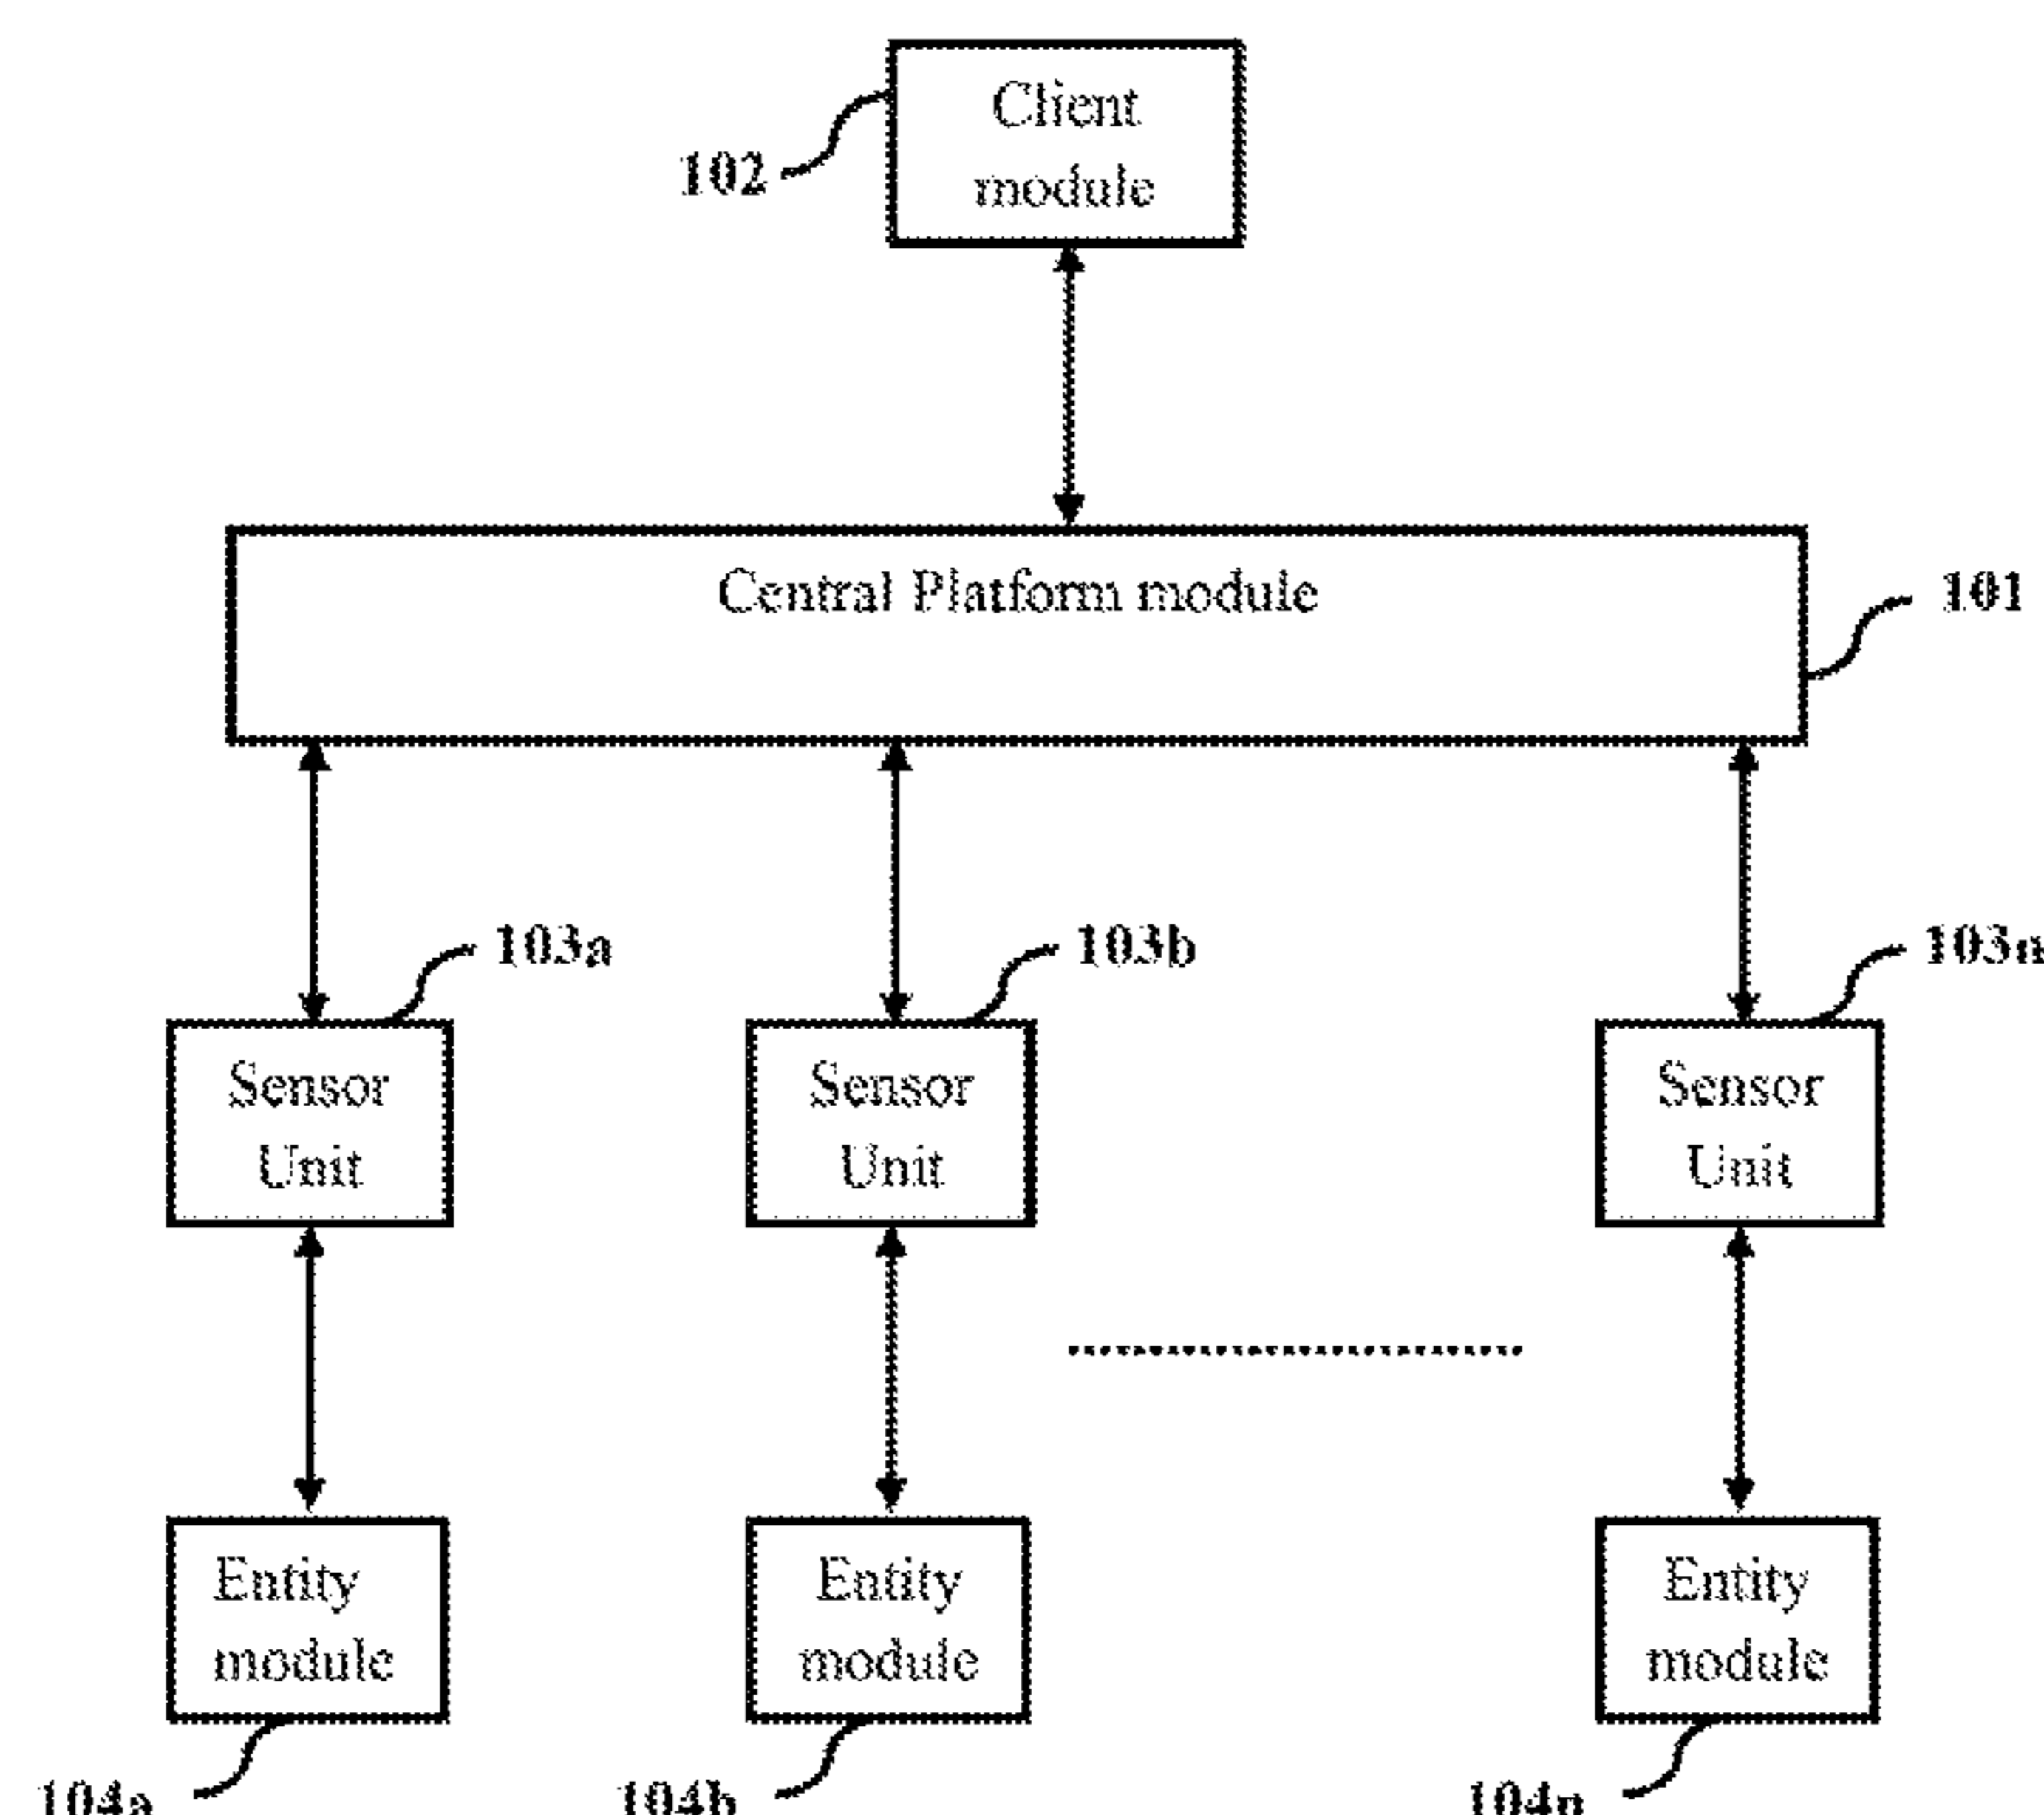 Client
module
102
Central Platform module
101
103a
103b
103n
Sensor
Unit
Sensor
Unit
Sensor
Unit
Entity
module
Entity
module
Entity
module
104a
104b
104n